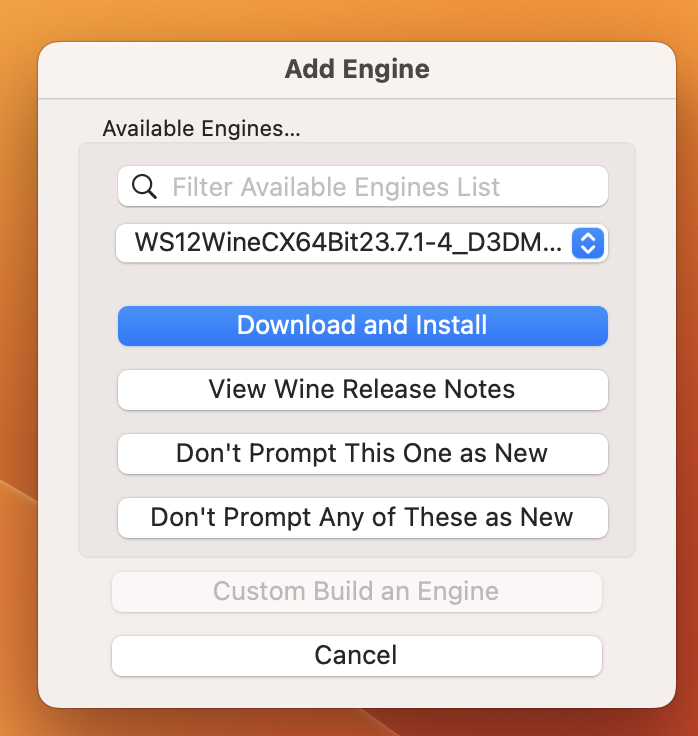 Add Engine
Available Engines...
Filter Available Engines List
WS12WineCX64Bit23.7.1-4_D3DM...
Download and Install
View Wine Release Notes
Don't Prompt This One as New
Don't Prompt Any of These as New
Custom Build an Engine
Cancel